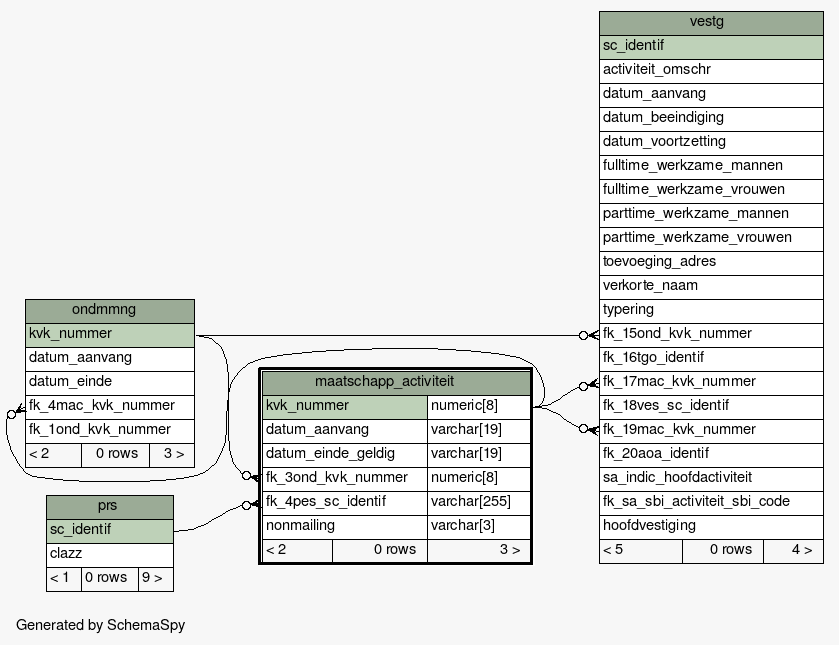 vestg
sc_identif
activiteit_omschr
datum_aanvang
datum_beeindiging
datum_voortzetting
fulltime_werkzame_mannen
fulltime_werkzame_vrouwen
parttime_werkzame_mannen
parttime_werkzame_vrouwen
toevoeging_adres
verkorte_naam
typering
fk_15ond_kvk_nummer
fk_16tgo_identif
fk_17mac_kvk_nummer
fk_18ves_sc_identif
fk_19mac_kvk_nummer
fk_20aoa_identif
sa_indic_hoofdactiviteit
fk_sa_sbi_activiteit_sbi_code
hoofdvestiging
< 5 0 rows 4 >
ondrnmng
kvk_nummer
datum_aanvang
datum_einde
fk_4mac_kvk_nummer
fk_1ond_kvk_nummer
< 2 0 rows 3 >
maatschapp_activiteit
kvk_nummer numeric[8]
datum_aanvang varchar[19]
datum_einde_geldig varchar[19]
fk_3ond_kvk_nummer numeric[8]
fk_4pes_sc_identif varchar[255]
nonmailing varchar[3]
< 2 0 rows 3 >
prs
sc_identif
clazz
< 1 0 rows 9 >
Generated by SchemaSpy